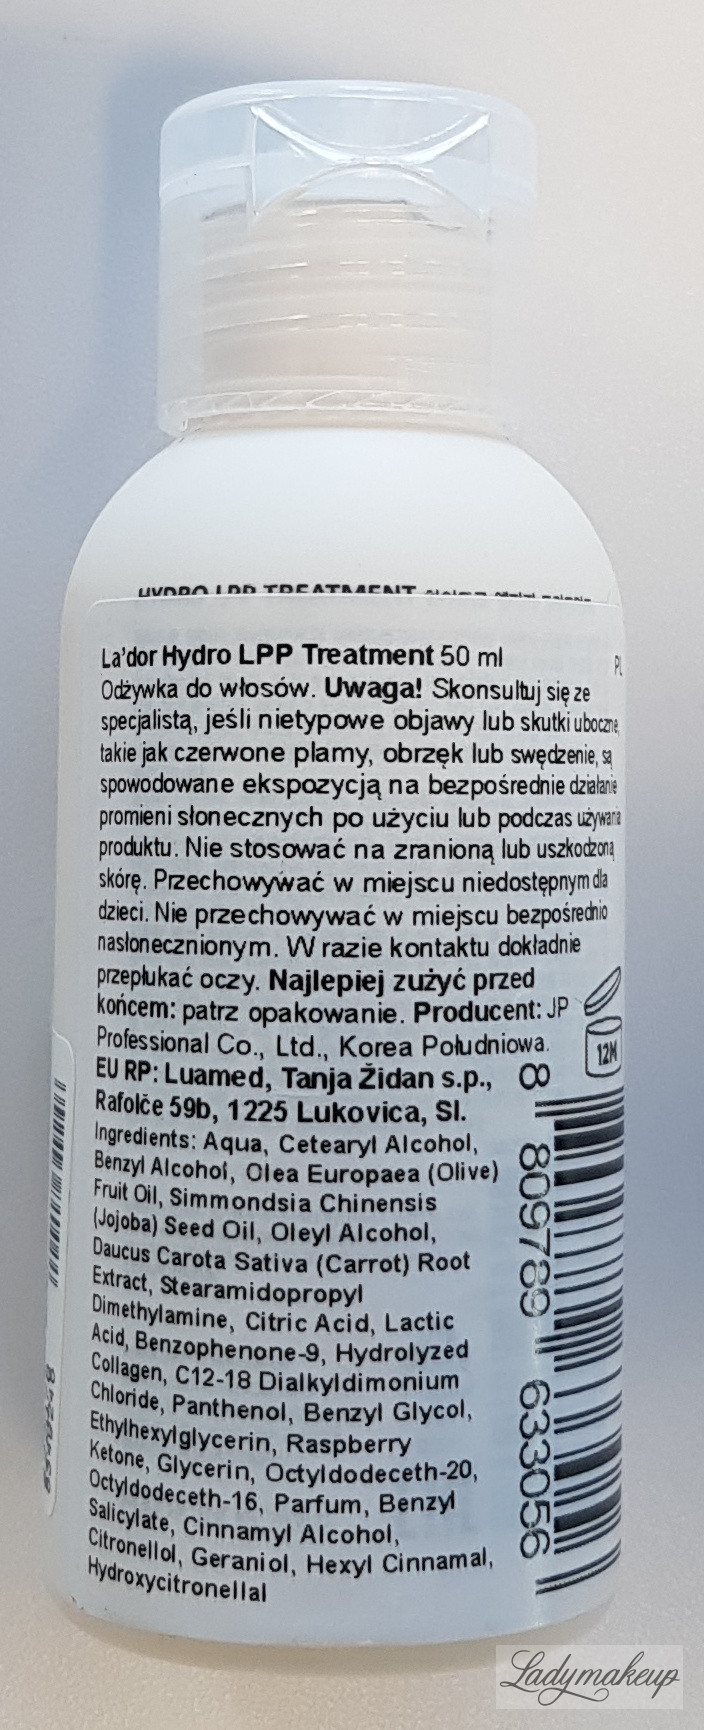 HYDRO LPP TREATMENT
La'dor Hydro LPP Treatment 50 ml
PL
Odżywka do włosów. Uwaga! Skonsultuj się ze
specjalistą, jeśli nietypowe objawy lub skutki uboczne,
takie jak czerwone plamy, obrzęk lub swędzenie, są
spowodowane ekspozycją na bezpośrednie działanie
promieni słonecznych po użyciu lub podczas używania
produktu. Nie stosować na zranioną lub uszkodzoną
skórę. Przechowywać w miejscu niedostępnym dla
dzieci. Nie przechowywać w miejscu bezpośrednio
nasłonecznionym. W razie kontaktu dokładnie
przepłukać oczy. Najlepiej zużyć przed
końcem: patrz opakowanie. Producent: JP
Professional Co., Ltd., Korea Południowa.
EU RP: Luamed, Tanja Židan s.p.,
Rafolče 59b, 1225 Lukovica, Sl.
Ingredients: Aqua, Cetearyl Alcohol,
Benzyl Alcohol, Olea Europaea (Olive)
Fruit Oil, Simmondsia Chinensis
(Jojoba) Seed Oil, Oleyl Alcohol,
Daucus Carota Sativa (Carrot) Root
Extract, Stearamidopropyl
Dimethylamine, Citric Acid, Lactic
Acid, Benzophenone-9, Hydrolyzed
Collagen, C12-18 Dialkyldimonium
Chloride, Panthenol, Benzyl Glycol,
Ethylhexylglycerin, Raspberry
Ketone, Glycerin, Octyldodeceth-20,
Octyldodeceth-16, Parfum, Benzyl
Salicylate, Cinnamyl Alcohol,
Citronellol, Geraniol, Hexyl Cinnamal,
Hydroxycitronellal
12M
8 809789 633056
Ladymakeup